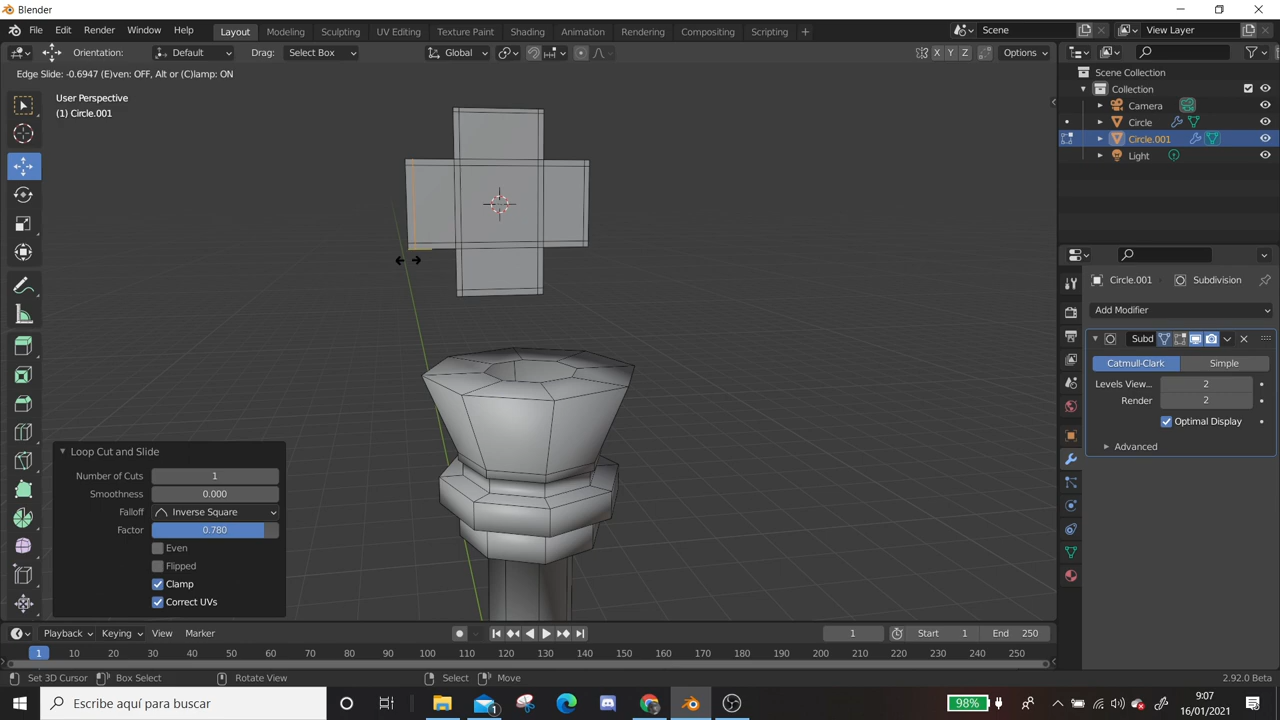 Blender
File Edit Render Window Help Layout Modeling Sculpting UV Editing Texture Paint Shading Animation Rendering Compositing Scripting + Scene View Layer
Orientation: Default Drag: Select Box Global X Y Z Options
Edge Slide: -0.6947 (E)ven: OFF, Alt or (C)lamp: ON
User Perspective
(1) Circle.001
Scene Collection
Collection
Camera
Circle
Circle.001
Light
Circle.001 Subdivision
Add Modifier
Subd
Catmull-Clark Simple
Levels View... 2
Render 2
Optimal Display
Advanced
Loop Cut and Slide
Number of Cuts 1
Smoothness 0.000
Falloff Inverse Square
Factor 0.780
Even
Flipped
Clamp
Correct UVs
Playback Keying View Marker 1 Start 1 End 250
1 10 20 30 40 50 60 70 80 90 100 110 120 130 140 150 160 170 180 190 200 210 220 230 240 250
Set 3D Cursor Box Select Rotate View Select Move 2.92.0 Beta
Escribe aquí para buscar 1 98% 9:07
16/01/2021